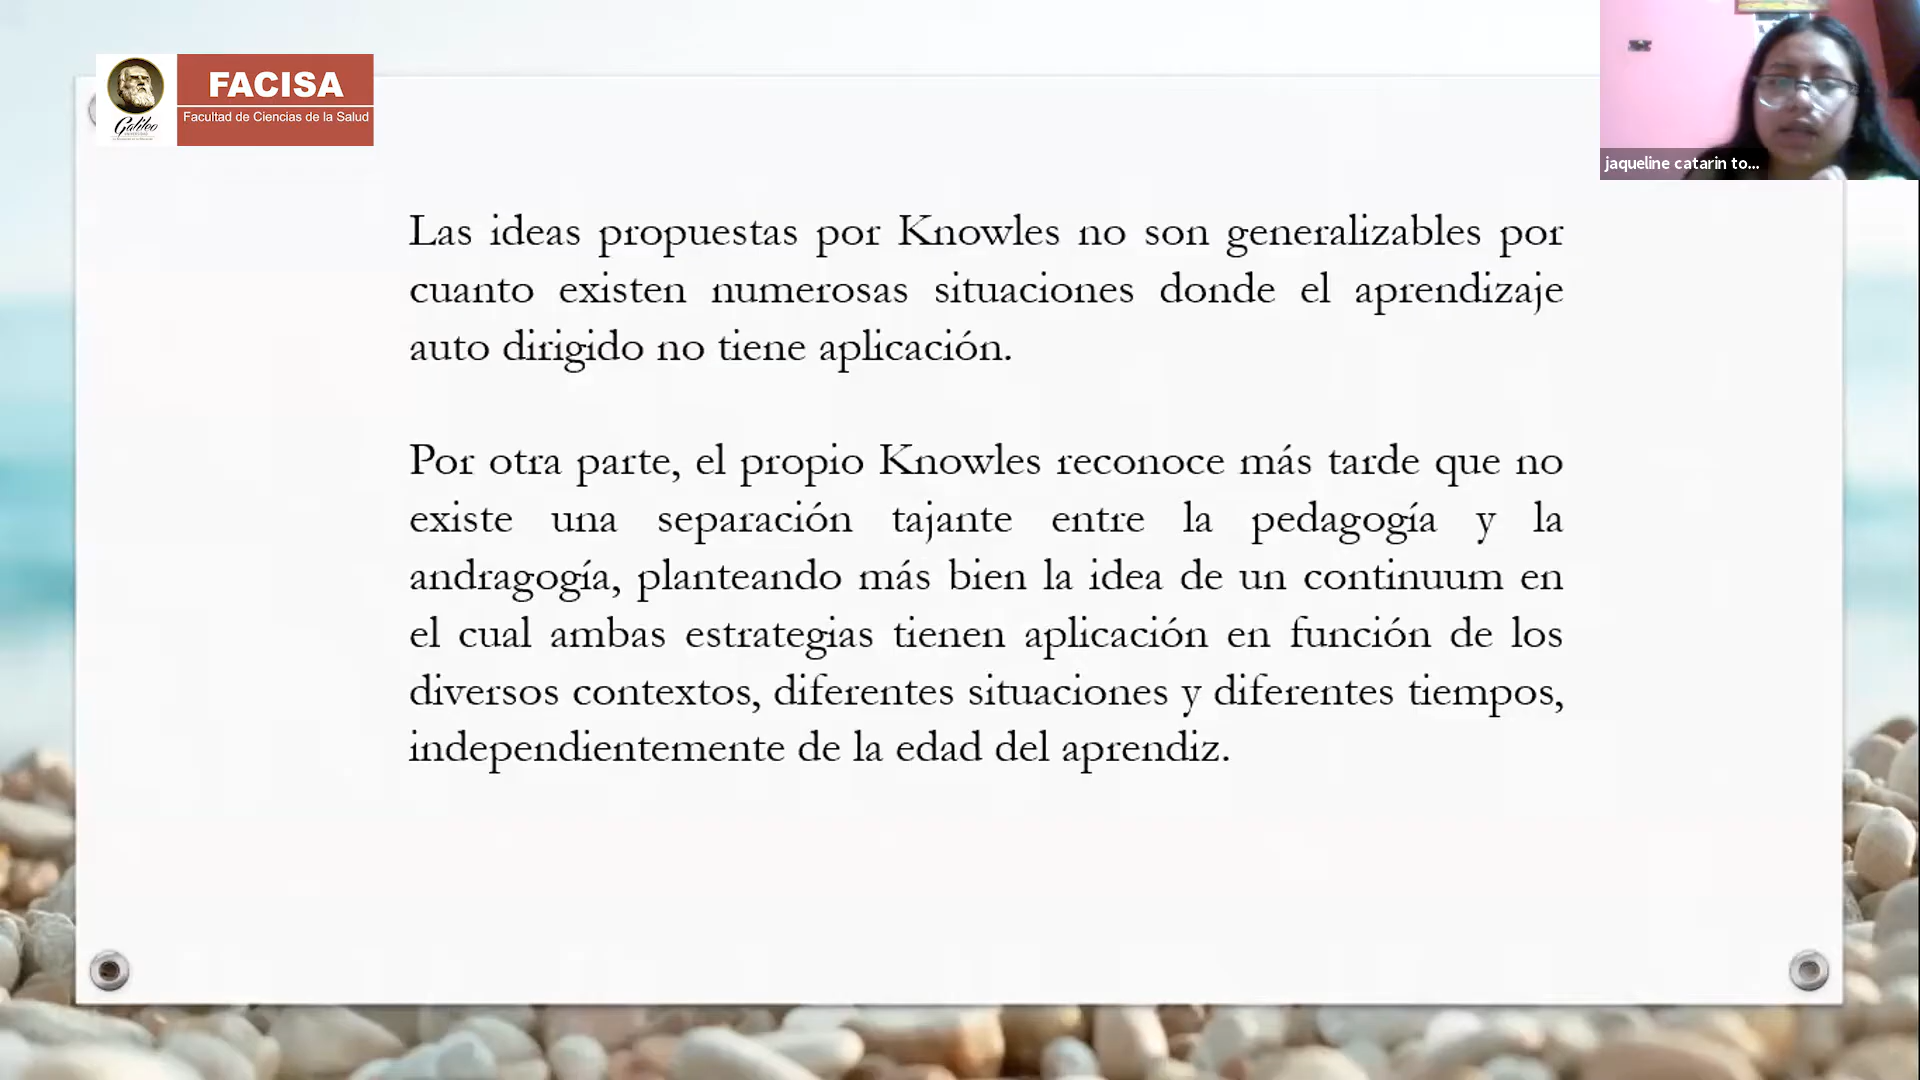 FACISA
Facultad de Ciencias de la Salud
Galileo
jaqueline catarin to...
Las ideas propuestas por Knowles no son generalizables por
cuanto existen numerosas situaciones donde el aprendizaje
auto dirigido no tiene aplicación.
Por otra parte, el propio Knowles reconoce más tarde que no
existe una separación tajante entre la pedagogía y la
andragogía, planteando más bien la idea de un continuum en
el cual ambas estrategias tienen aplicación en función de los
diversos contextos, diferentes situaciones y diferentes tiempos,
independientemente de la edad del aprendiz.